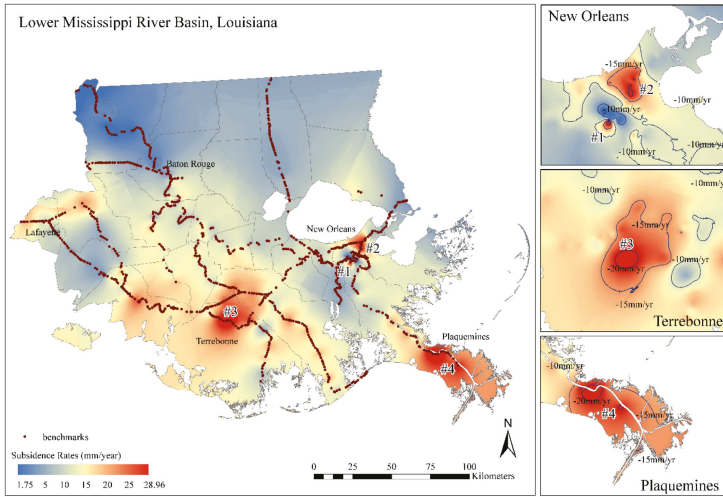 Lower Mississippi River Basin, Louisiana
Baton Rouge
Lafayette
New Orleans
#2
#1
#3
Terrebonne
Plaquemines
#4
N
benchmarks
Subsidence Rates (mm/year)
1.75 5 10 15 20 25 28.96
0 25 50 75 100
Kilometers
New Orleans
-15mm/yr
#2
-10mm/yr
-10mm/yr
#1
-10mm/yr
-10mm/yr
-10mm/yr
-15mm/yr
#3
-20mm/yr
-10mm/yr
-15mm/yr
Terrebonne
-10mm/yr
-20mm/yr
#4
-15mm/yr
-15mm/yr
Plaquemines